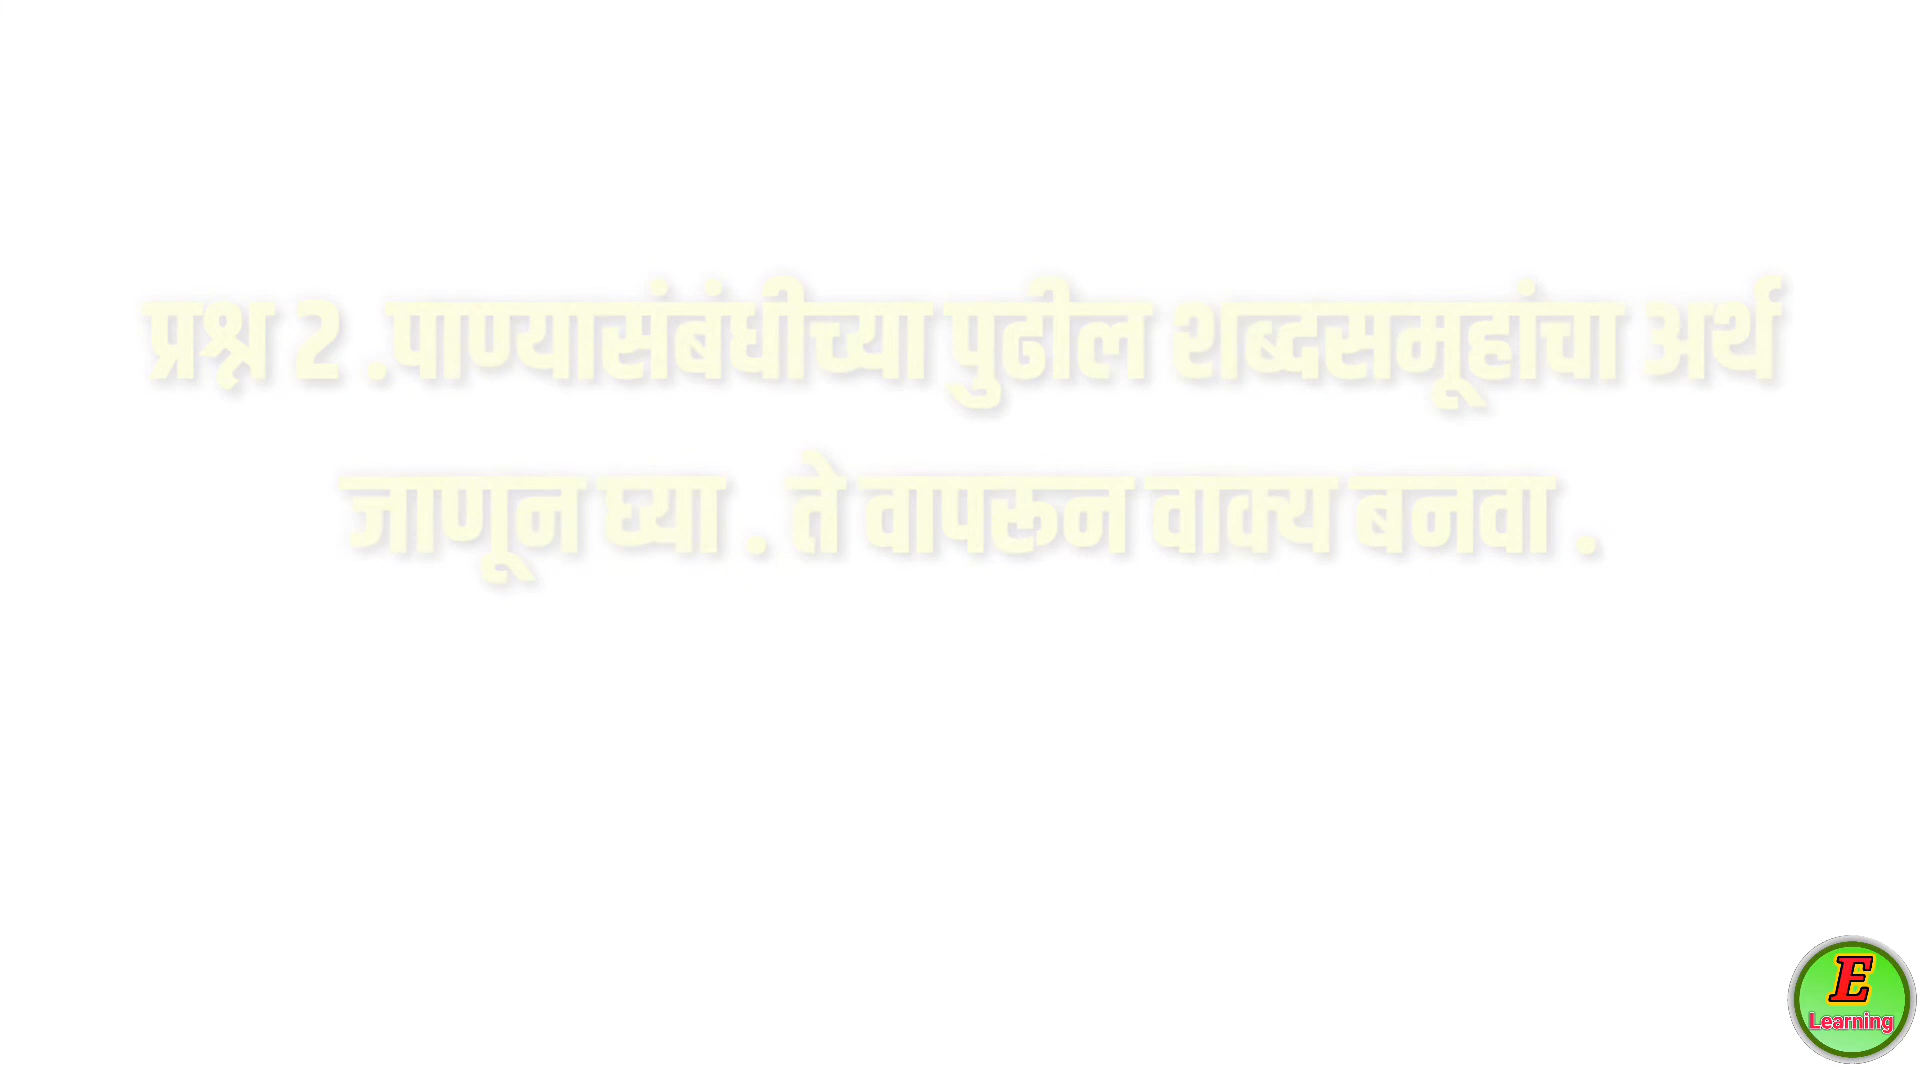 प्रश्न 2 .पाण्यासंबंधीच्या पुढील शब्दसमूहांचा अर्थ
जाणून घ्या . ते वापरून वाक्य बनवा .
E
Learning